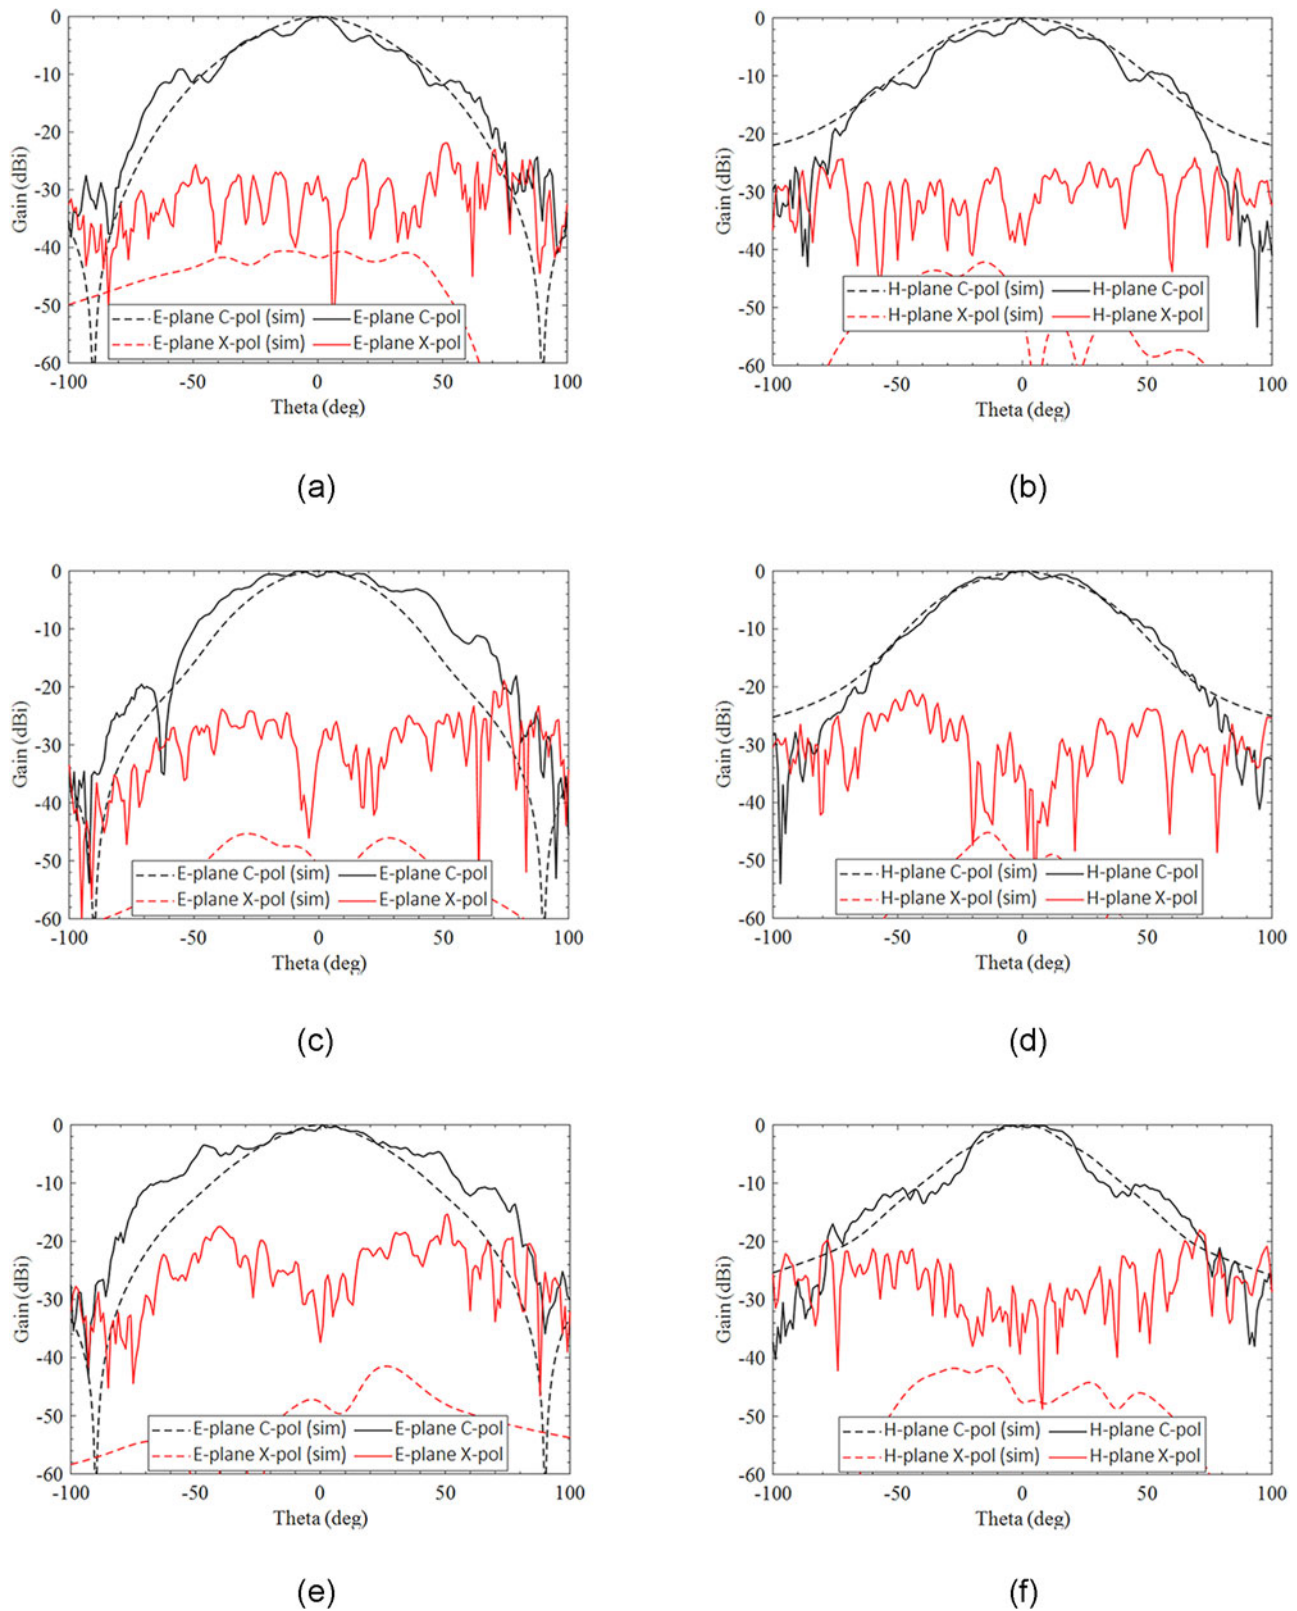 0
-10
-20
-30
-40
-50
-60
Gain (dBi)
E-plane C-pol (sim) E-plane C-pol
E-plane X-pol (sim) E-plane X-pol
-100 -50 0 50 100
Theta (deg)
(a)
0
-10
-20
-30
-40
-50
-60
Gain (dBi)
H-plane C-pol (sim) H-plane C-pol
H-plane X-pol (sim) H-plane X-pol
-100 -50 0 50 100
Theta (deg)
(b)
0
-10
-20
-30
-40
-50
-60
Gain (dBi)
E-plane C-pol (sim) E-plane C-pol
E-plane X-pol (sim) E-plane X-pol
-100 -50 0 50 100
Theta (deg)
(c)
0
-10
-20
-30
-40
-50
-60
Gain (dBi)
H-plane C-pol (sim) H-plane C-pol
H-plane X-pol (sim) H-plane X-pol
-100 -50 0 50 100
Theta (deg)
(d)
0
-10
-20
-30
-40
-50
-60
Gain (dBi)
E-plane C-pol (sim) E-plane C-pol
E-plane X-pol (sim) E-plane X-pol
-100 -50 0 50 100
Theta (deg)
(e)
0
-10
-20
-30
-40
-50
-60
Gain (dBi)
H-plane C-pol (sim) H-plane C-pol
H-plane X-pol (sim) H-plane X-pol
-100 -50 0 50 100
Theta (deg)
(f)